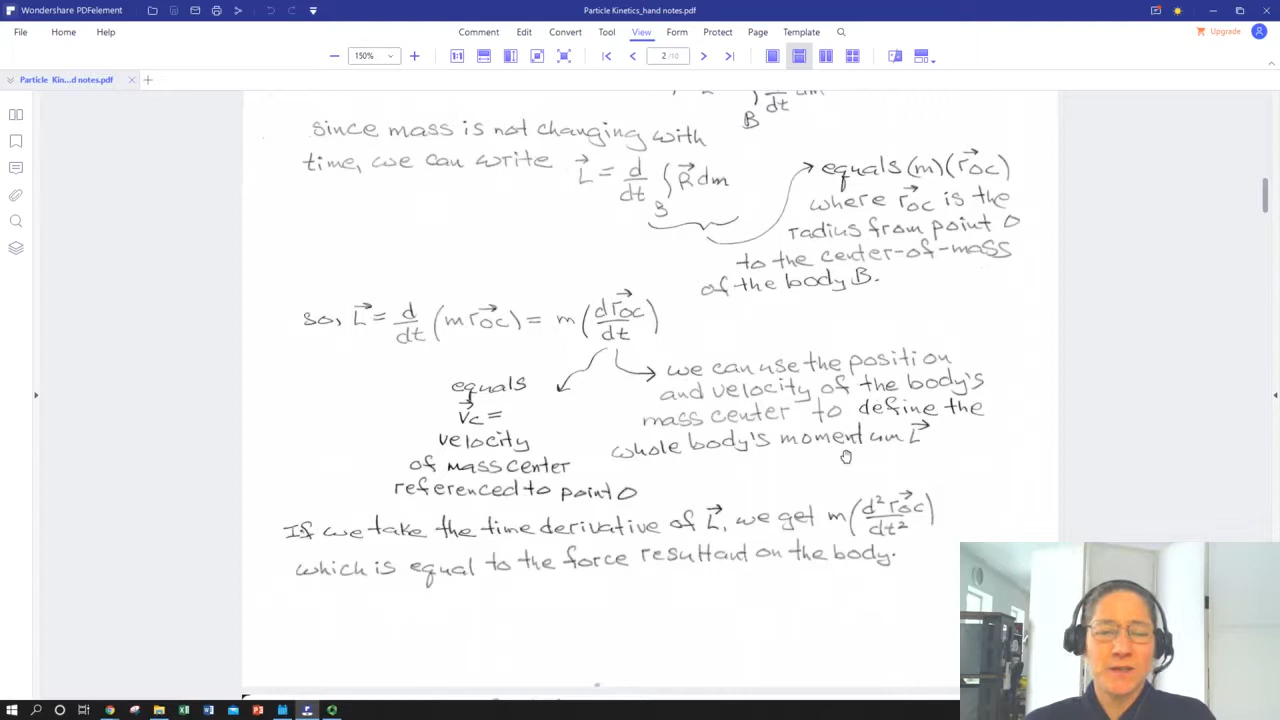 Wondershare PDFelement
Particle Kinetics_hand notes.pdf
File Home Help
Comment Edit Convert Tool View Form Protect Page Template
Upgrade
150%
2 /10
Particle Kin...d notes.pdf
dt
B
since mass is not changing with
time, we can write L⃗ = d/dt ∫_B R⃗ dm
equals (m)(r⃗oc)
where r⃗oc is the
radius from point O
to the center-of-mass
of the body B.
so, L⃗ = d/dt (m r⃗oc) = m (d r⃗oc/dt)
equals
v⃗c =
velocity
of mass center
referenced to point O
we can use the position
and velocity of the body's
mass center to define the
whole body's momentum L⃗
If we take the time derivative of L⃗, we get m (d² r⃗oc/dt²)
which is equal to the force resultant on the body.